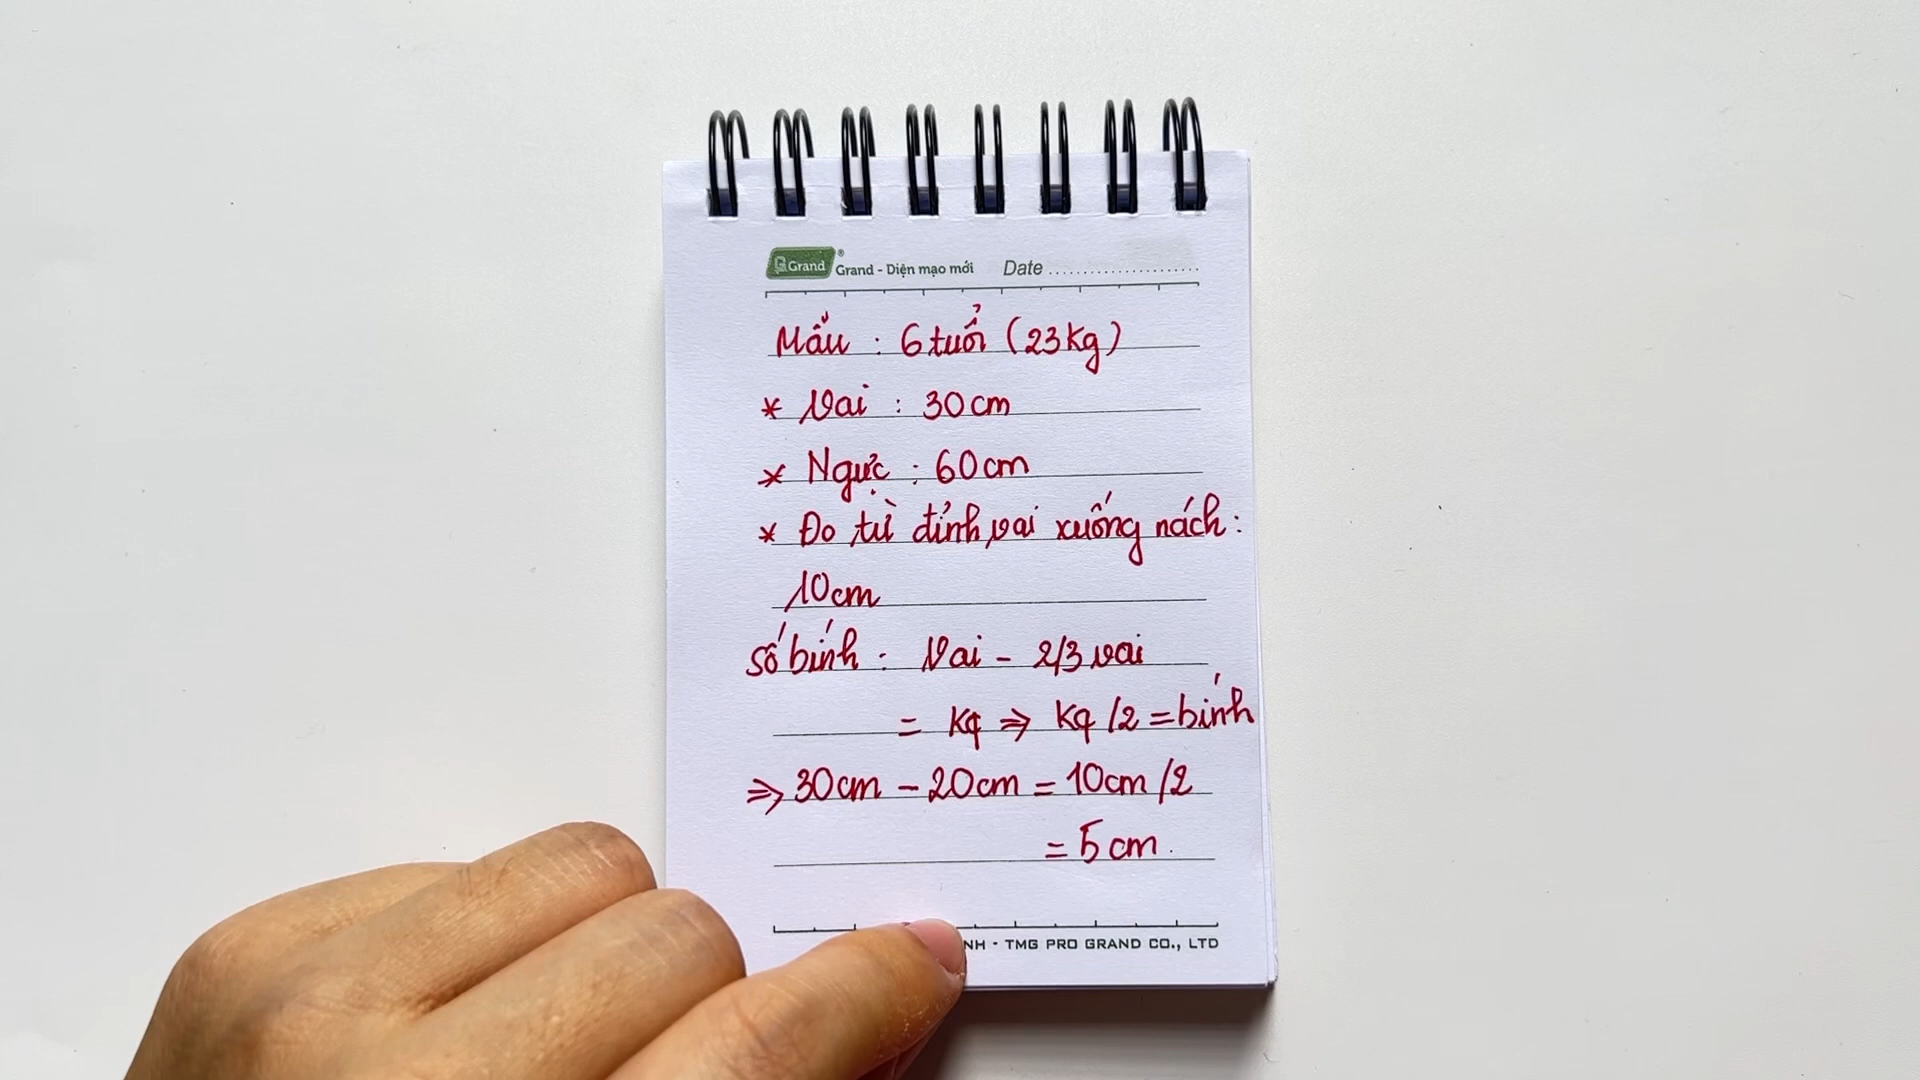 Grand® Grand - Diện mạo mới Date
Mẫu : 6 tuổi (23kg)
* Vai : 30cm
* Ngực : 60cm
* Đo từ đỉnh vai xuống nách :
10cm
Số bính : Vai - 2/3 vai
= Kq ⇒ Kq /2 = bính
⇒ 30cm - 20cm = 10cm /2
= 5cm.
NH - TMG PRO GRAND CO., LTD